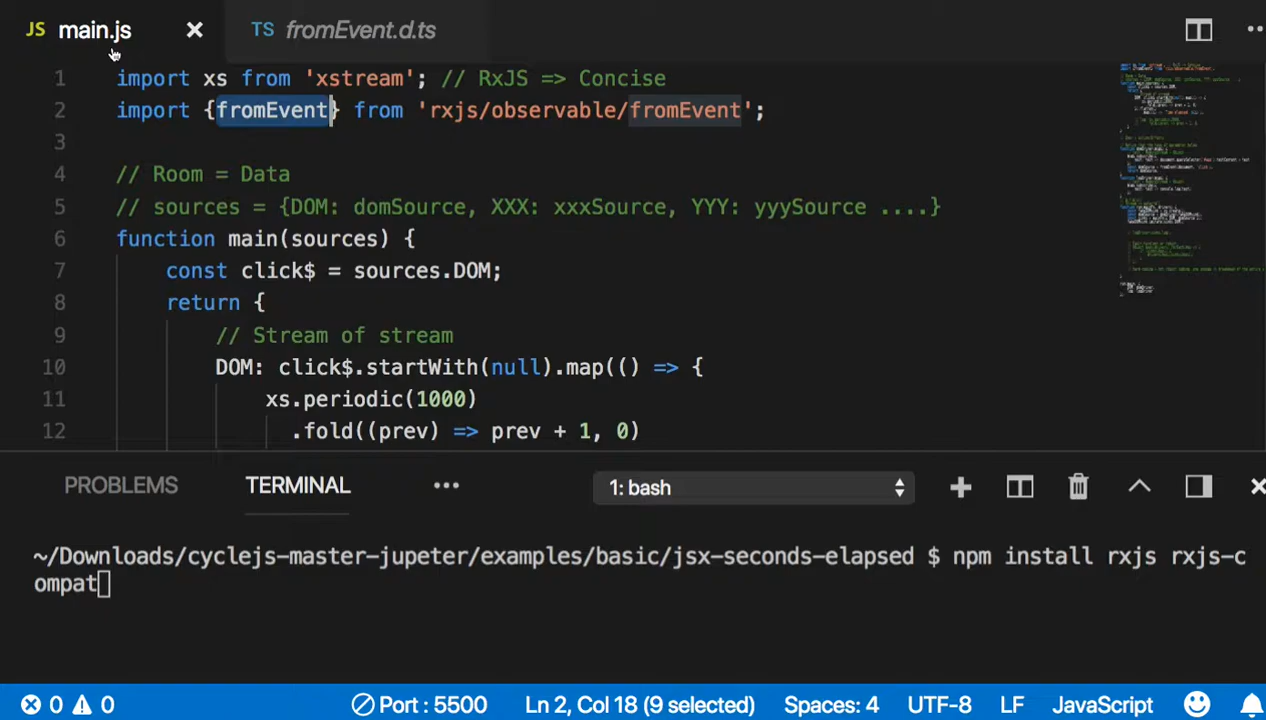 JS main.js TS fromEvent.d.ts
1 import xs from 'xstream'; // RxJS => Concise
2 import {fromEvent} from 'rxjs/observable/fromEvent';
3
4 // Room = Data
5 // sources = {DOM: domSource, XXX: xxxSource, YYY: yyySource ....}
6 function main(sources) {
7 const click$ = sources.DOM;
8 return {
9 // Stream of stream
10 DOM: click$.startWith(null).map(() => {
11 xs.periodic(1000)
12 .fold((prev) => prev + 1, 0)
PROBLEMS TERMINAL 1: bash
~/Downloads/cyclejs-master-jupeter/examples/basic/jsx-seconds-elapsed $ npm install rxjs rxjs-c
ompat
0 0 Port : 5500 Ln 2, Col 18 (9 selected) Spaces: 4 UTF-8 LF JavaScript